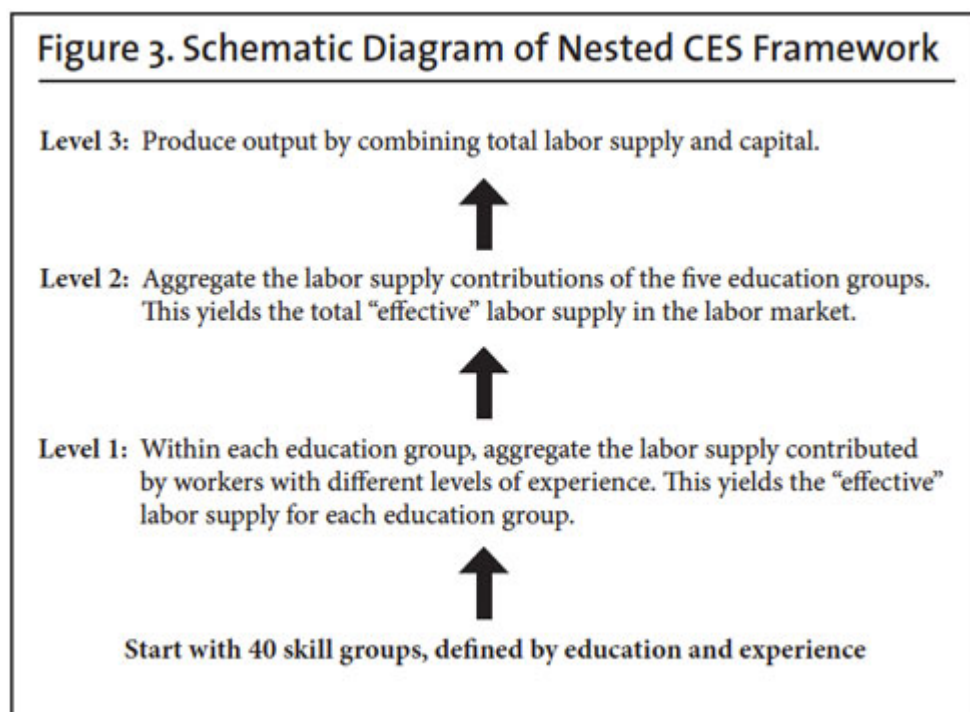 Figure 3. Schematic Diagram of Nested CES Framework
Level 3: Produce output by combining total labor supply and capital.
Level 2: Aggregate the labor supply contributions of the five education groups.
This yields the total “effective” labor supply in the labor market.
Level 1: Within each education group, aggregate the labor supply contributed
by workers with different levels of experience. This yields the “effective”
labor supply for each education group.
Start with 40 skill groups, defined by education and experience